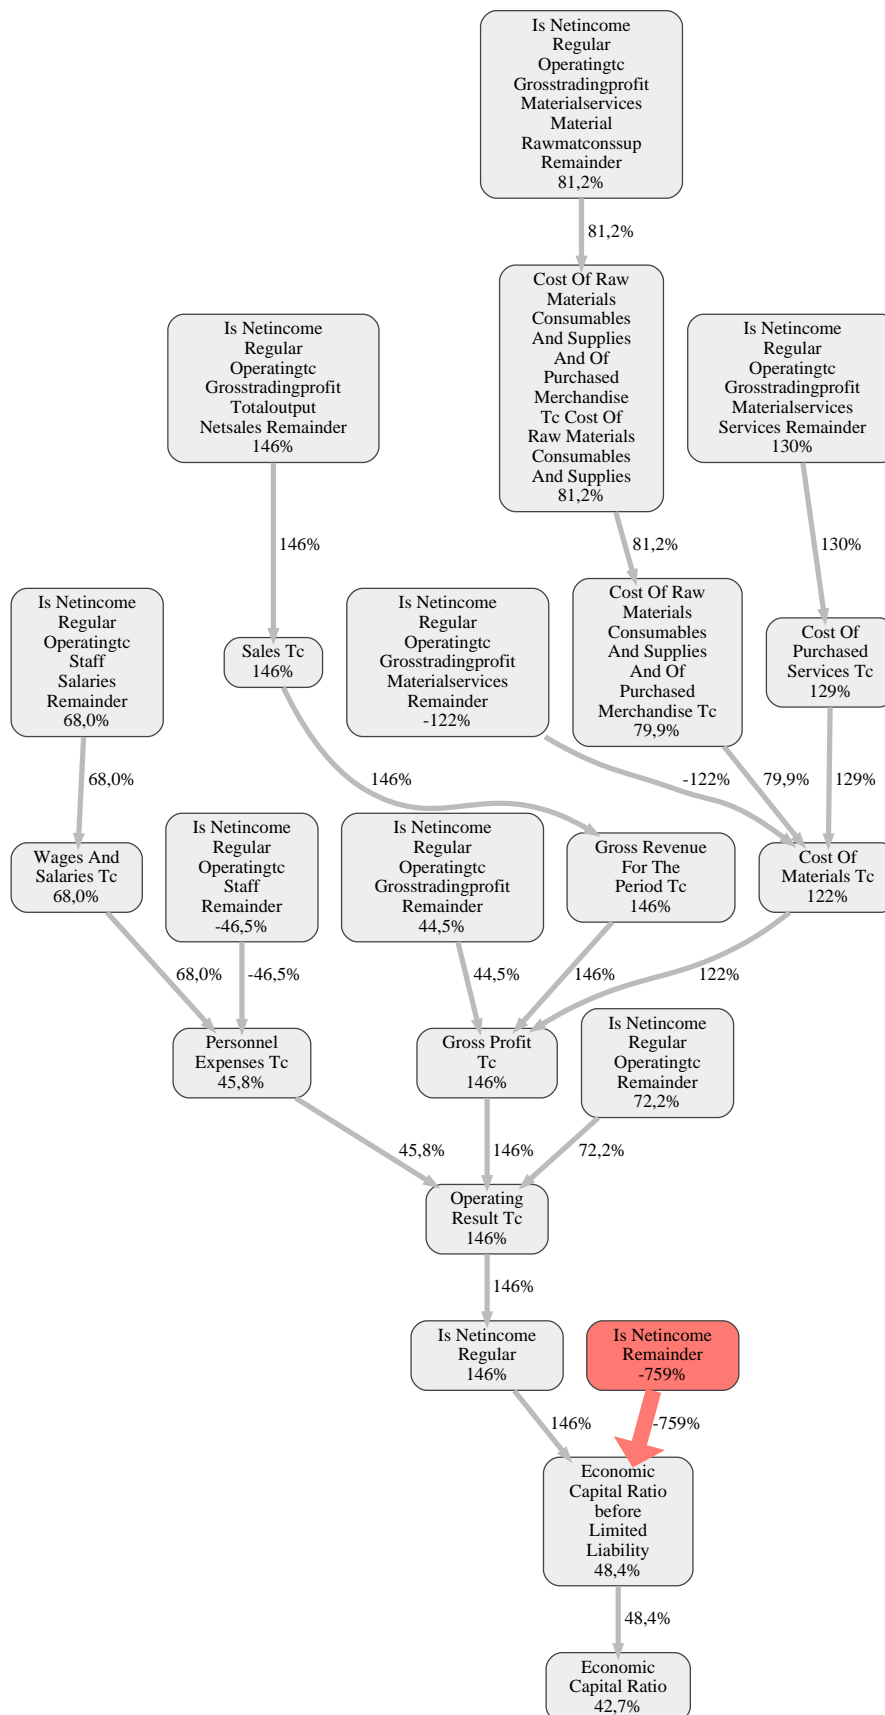 Is Netincome
Regular
Operatingtc
Grosstradingprofit
Materialservices
Material
Rawmatconssup
Remainder
81,2%
81,2%
Cost Of Raw
Materials
Consumables
And Supplies
And Of
Purchased
Merchandise
Tc Cost Of
Raw Materials
Consumables
And Supplies
81,2%
Is Netincome
Regular
Operatingtc
Grosstradingprofit
Totaloutput
Netsales Remainder
146%
Is Netincome
Regular
Operatingtc
Grosstradingprofit
Materialservices
Services Remainder
130%
146%
81,2%
130%
Is Netincome
Regular
Operatingtc
Staff
Salaries
Remainder
68,0%
Sales Tc
146%
Is Netincome
Regular
Operatingtc
Grosstradingprofit
Materialservices
Remainder
-122%
Cost Of Raw
Materials
Consumables
And Supplies
And Of
Purchased
Merchandise Tc
79,9%
Cost Of
Purchased
Services Tc
129%
68,0%
146%
-122%
79,9%
129%
Wages And
Salaries Tc
68,0%
Is Netincome
Regular
Operatingtc
Staff
Remainder
-46,5%
Is Netincome
Regular
Operatingtc
Grosstradingprofit
Remainder
44,5%
Gross Revenue
For The
Period Tc
146%
Cost Of
Materials Tc
122%
68,0%
-46,5%
44,5%
146%
122%
Personnel
Expenses Tc
45,8%
Gross Profit
Tc
146%
Is Netincome
Regular
Operatingtc
Remainder
72,2%
45,8%
146%
72,2%
Operating
Result Tc
146%
146%
Is Netincome
Regular
146%
Is Netincome
Remainder
-759%
146%
-759%
Economic
Capital Ratio
before
Limited
Liability
48,4%
48,4%
Economic
Capital Ratio
42,7%